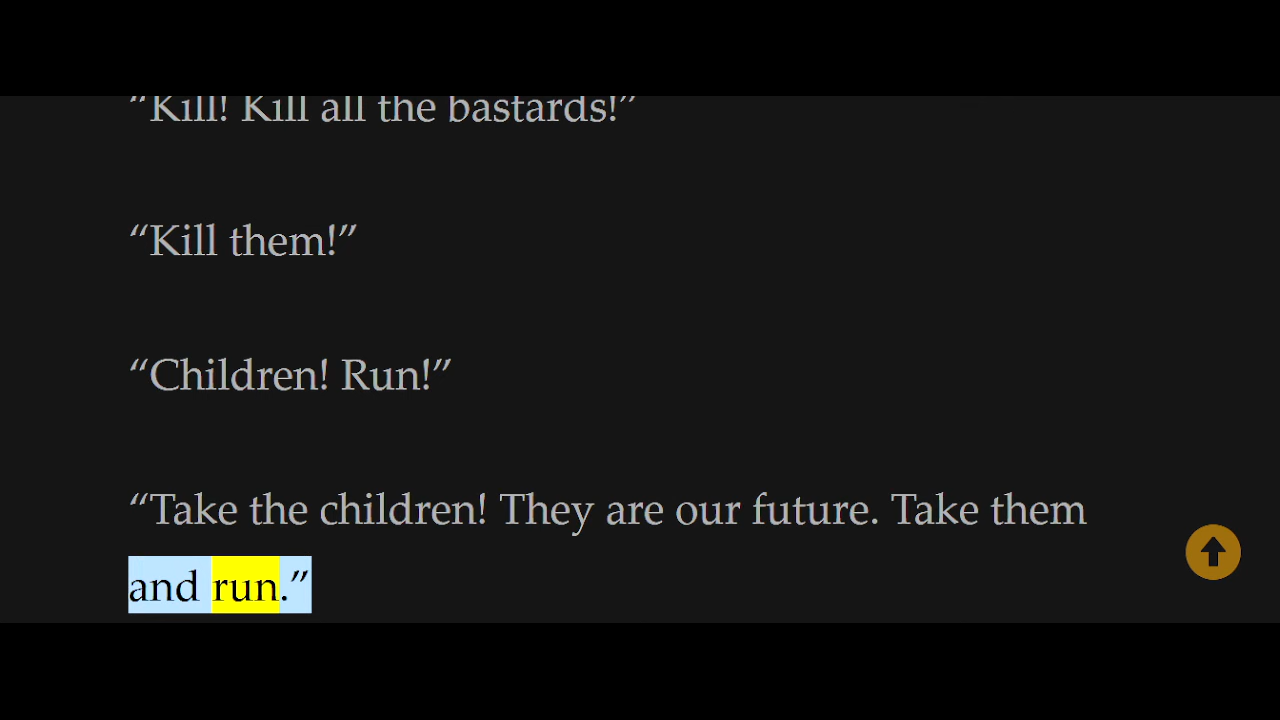 “Kill! Kill all the bastards!”
“Kill them!”
“Children! Run!”
“Take the children! They are our future. Take them
and run.”